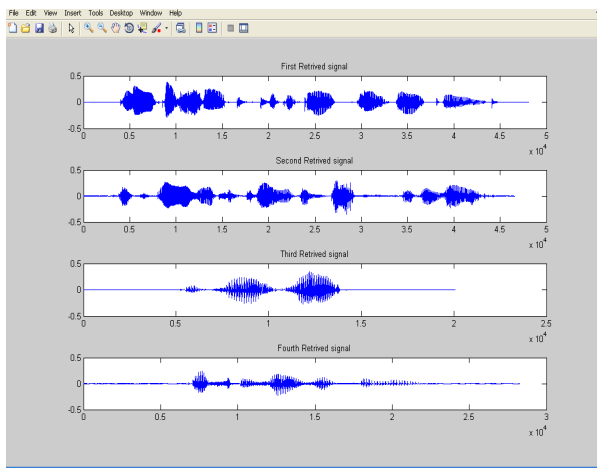 File Edit View Insert Tools Desktop Window Help
First Retrived signal
0.5
0
-0.5
0 0.5 1 1.5 2 2.5 3 3.5 4 4.5 5
x 10^4
Second Retrived signal
0.5
0
-0.5
0 0.5 1 1.5 2 2.5 3 3.5 4 4.5 5
x 10^4
Third Retrived signal
0.5
0
-0.5
0 0.5 1 1.5 2 2.5
x 10^4
Fourth Retrived signal
0.5
0
-0.5
0 0.5 1 1.5 2 2.5 3
x 10^4